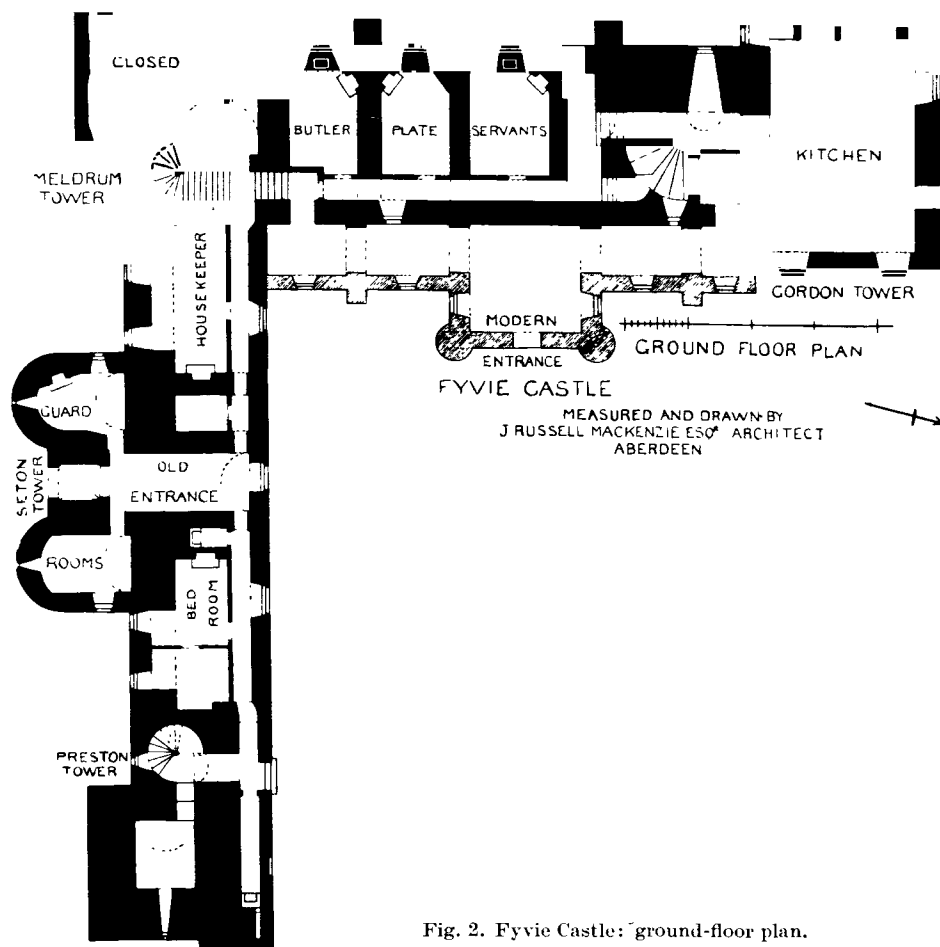 CLOSED
BUTLER
PLATE
SERVANTS
KITCHEN
MELDRUM
TOWER
HOUSEKEEPER
GORDON TOWER
MODERN
ENTRANCE
GROUND FLOOR PLAN
FYVIE CASTLE
MEASURED AND DRAWN BY
J RUSSELL MACKENZIE ESQR ARCHITECT
ABERDEEN
GUARD
SETON
TOWER
OLD
ENTRANCE
ROOMS
BED
ROOM
PRESTON
TOWER
Fig. 2. Fyvie Castle: ground-floor plan.